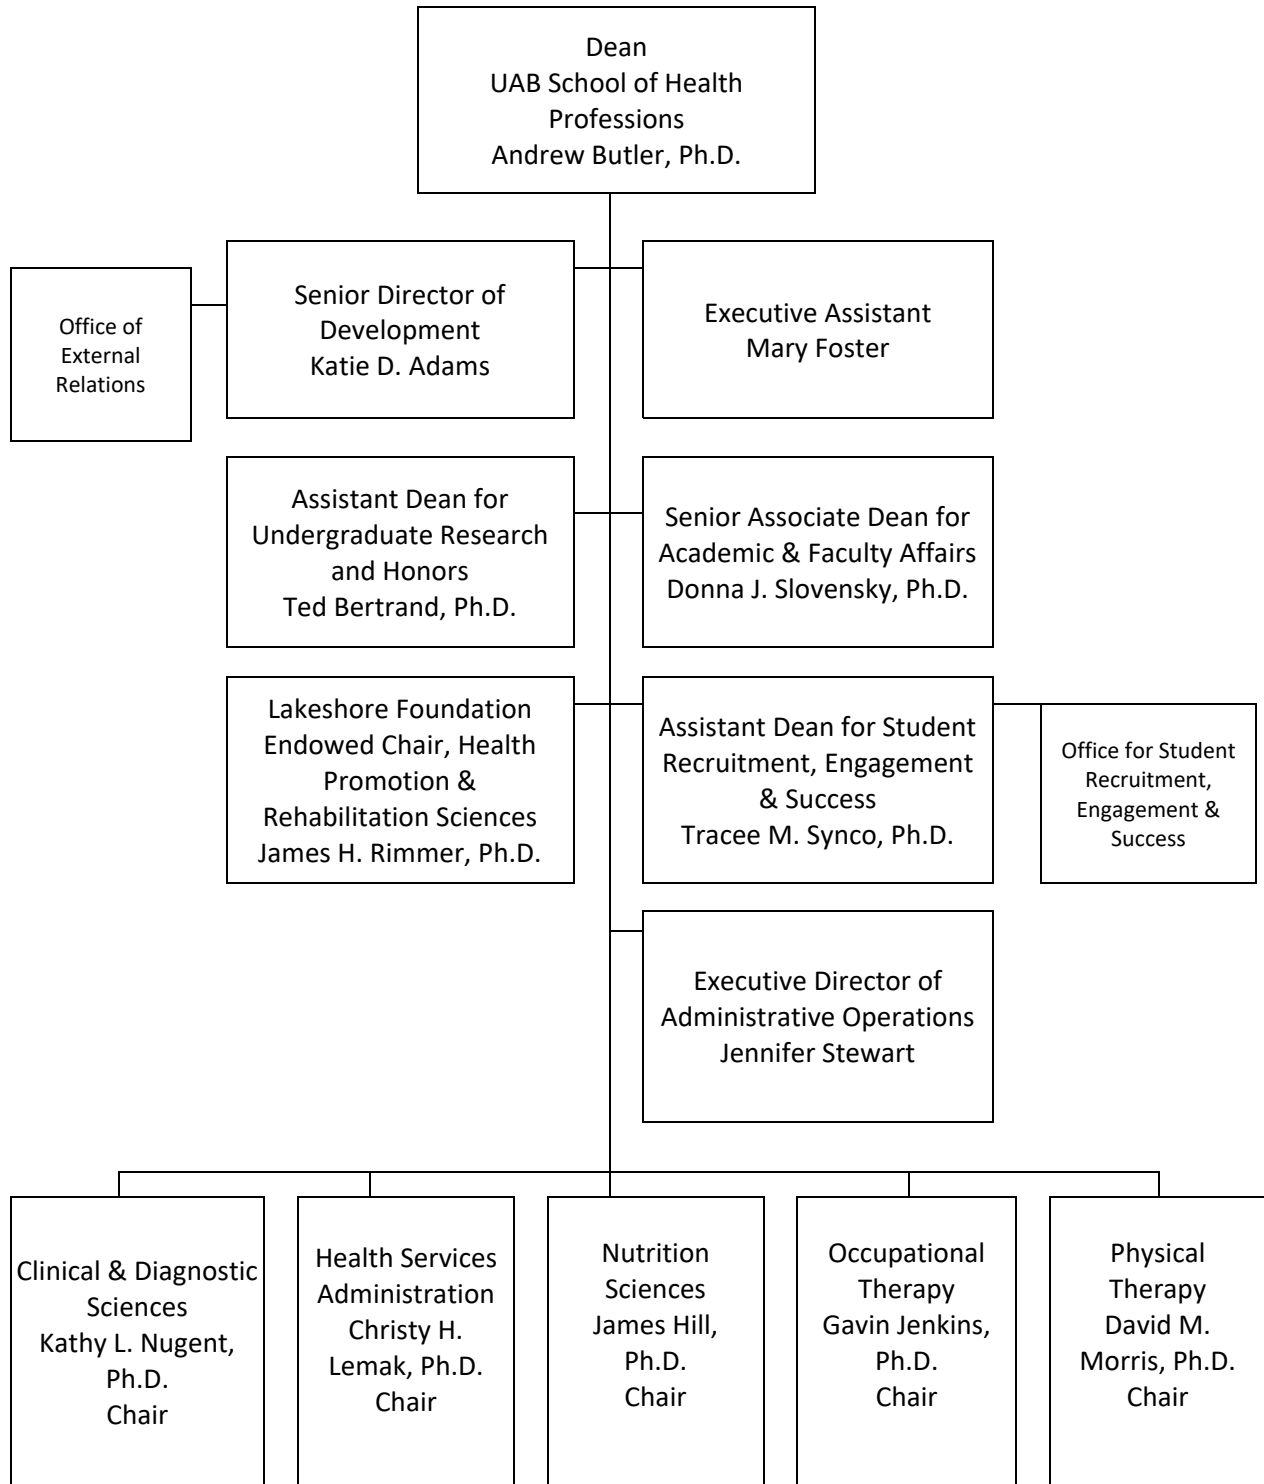 Dean
UAB School of Health
Professions
Andrew Butler, Ph.D.
Office of
External
Relations
Senior Director of
Development
Katie D. Adams
Executive Assistant
Mary Foster
Assistant Dean for
Undergraduate Research
and Honors
Ted Bertrand, Ph.D.
Senior Associate Dean for
Academic & Faculty Affairs
Donna J. Slovensky, Ph.D.
Lakeshore Foundation
Endowed Chair, Health
Promotion &
Rehabilitation Sciences
James H. Rimmer, Ph.D.
Assistant Dean for Student
Recruitment, Engagement
& Success
Tracee M. Synco, Ph.D.
Office for Student
Recruitment,
Engagement &
Success
Executive Director of
Administrative Operations
Jennifer Stewart
Clinical & Diagnostic
Sciences
Kathy L. Nugent,
Ph.D.
Chair
Health Services
Administration
Christy H.
Lemak, Ph.D.
Chair
Nutrition
Sciences
James Hill,
Ph.D.
Chair
Occupational
Therapy
Gavin Jenkins,
Ph.D.
Chair
Physical
Therapy
David M.
Morris, Ph.D.
Chair